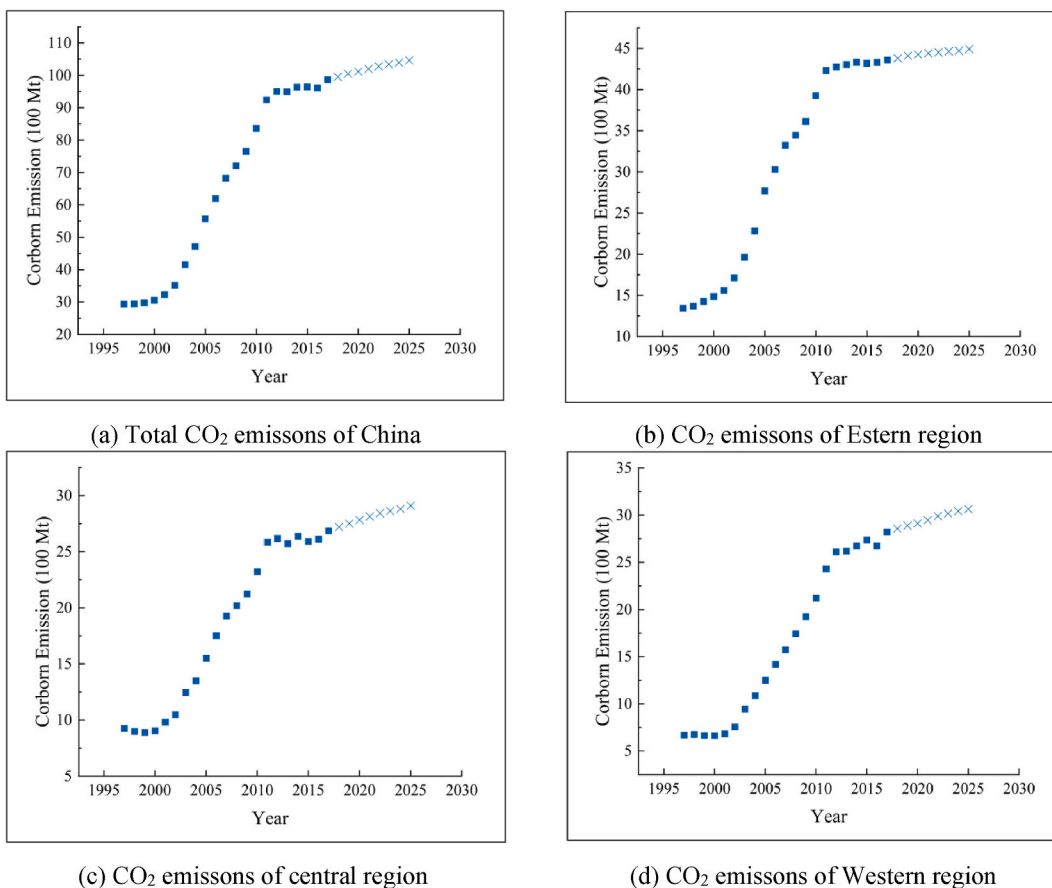 110
100
90
80
70
60
50
40
30
20
Corborn Emission (100 Mt)
1995 2000 2005 2010 2015 2020 2025 2030
Year
(a) Total CO₂ emissons of China
45
40
35
30
25
20
15
10
Corborn Emission (100 Mt)
1995 2000 2005 2010 2015 2020 2025 2030
Year
(b) CO₂ emissons of Estern region
30
25
20
15
10
5
Corborn Emission (100 Mt)
1995 2000 2005 2010 2015 2020 2025 2030
Year
(c) CO₂ emissons of central region
35
30
25
20
15
10
5
Corborn Emission (100 Mt)
1995 2000 2005 2010 2015 2020 2025 2030
Year
(d) CO₂ emissons of Western region